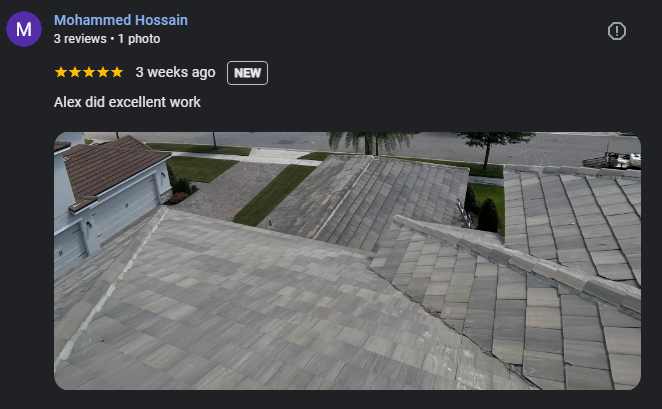 M
Mohammed Hossain
3 reviews • 1 photo
★★★★★ 3 weeks ago NEW
Alex did excellent work